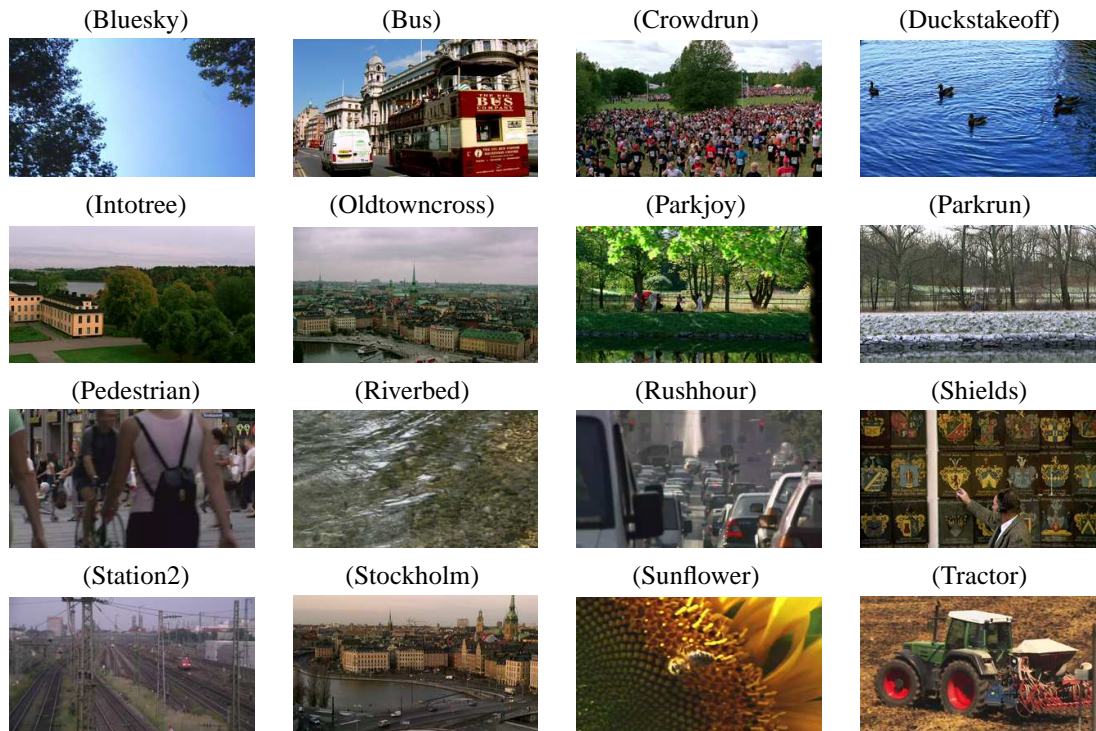 (Bluesky) (Bus) (Crowdrun) (Duckstakeoff)
THE BIG
BUS
COMPANY
(Intotree) (Oldtowncross) (Parkjoy) (Parkrun)
(Pedestrian) (Riverbed) (Rushhour) (Shields)
(Station2) (Stockholm) (Sunflower) (Tractor)